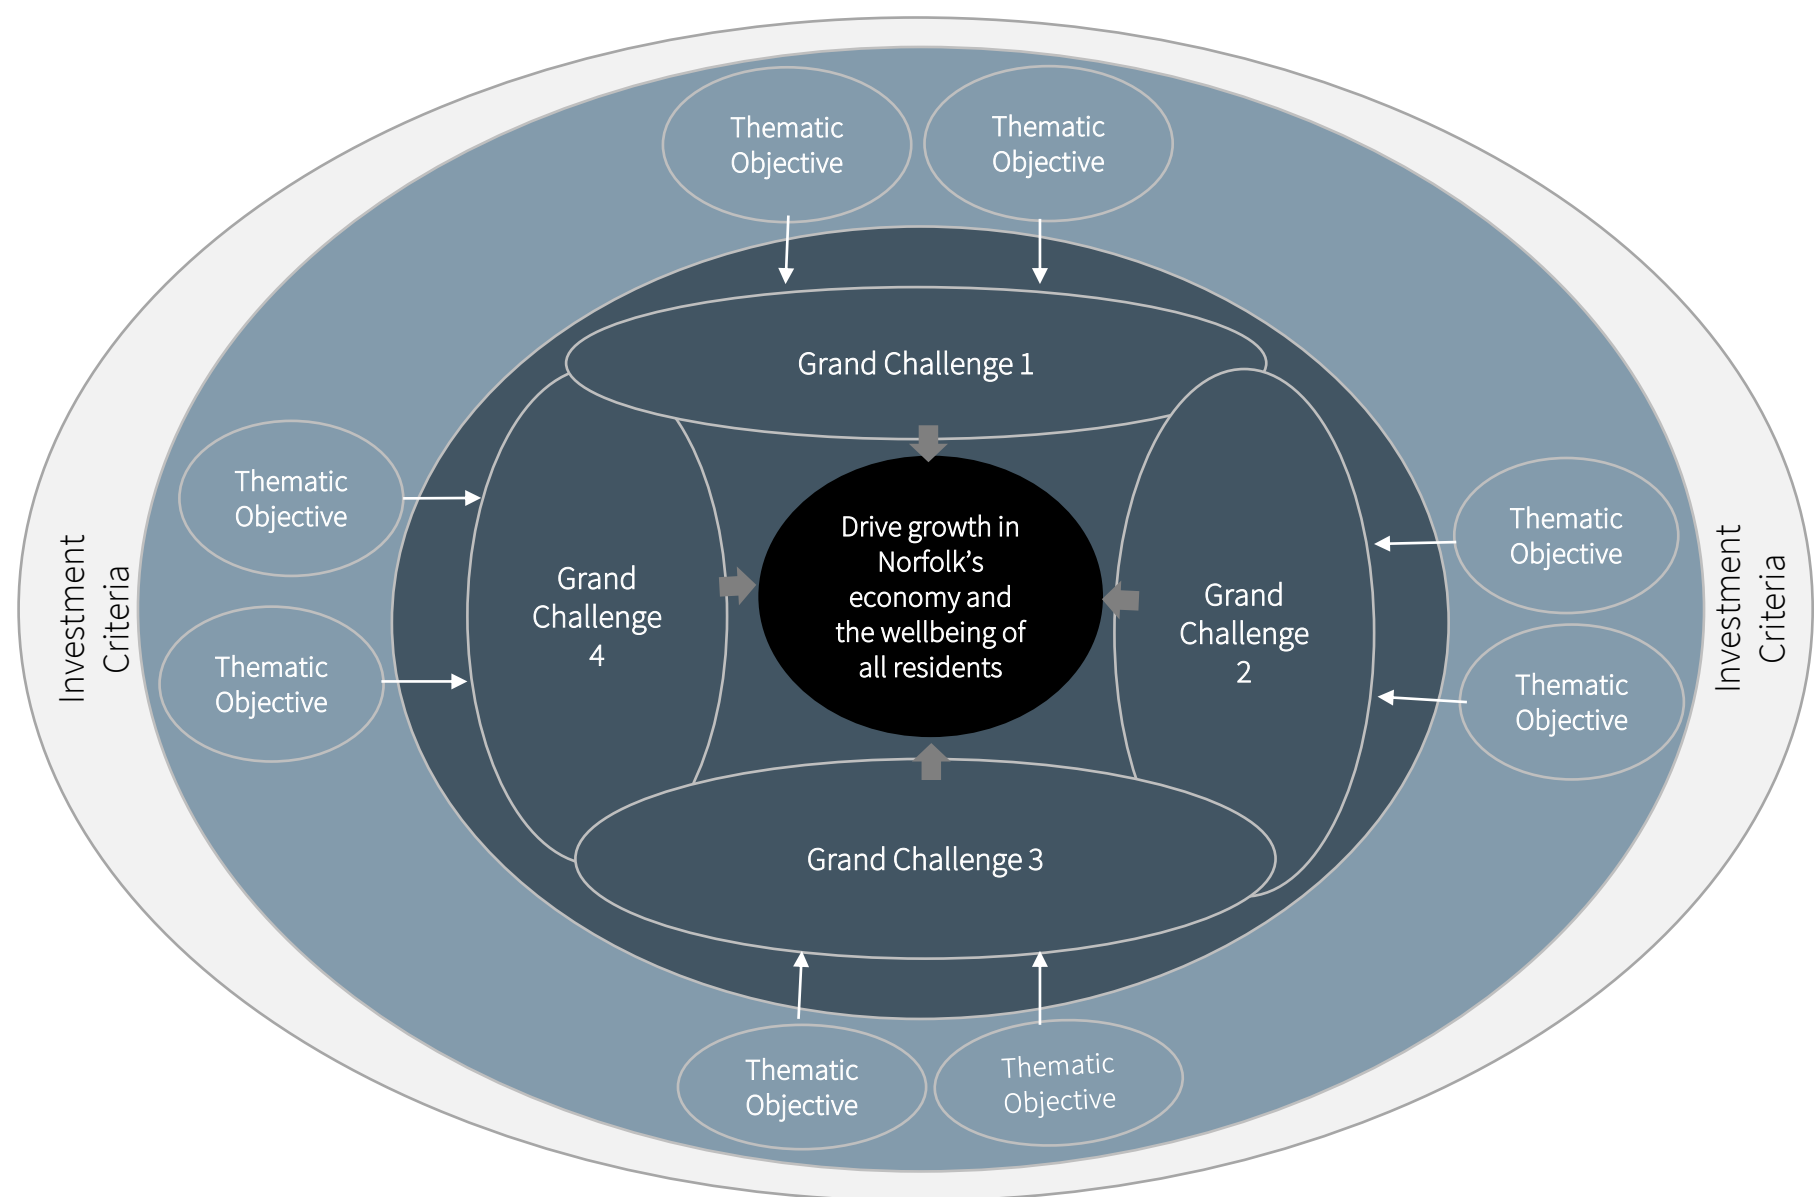 Thematic
Objective
Thematic
Objective
Grand Challenge 1
Thematic
Objective
Thematic
Objective
Investment
Criteria
Grand
Challenge
4
Drive growth in
Norfolk’s
economy and
the wellbeing of
all residents
Grand
Challenge
2
Thematic
Objective
Thematic
Objective
Investment
Criteria
Grand Challenge 3
Thematic
Objective
Thematic
Objective